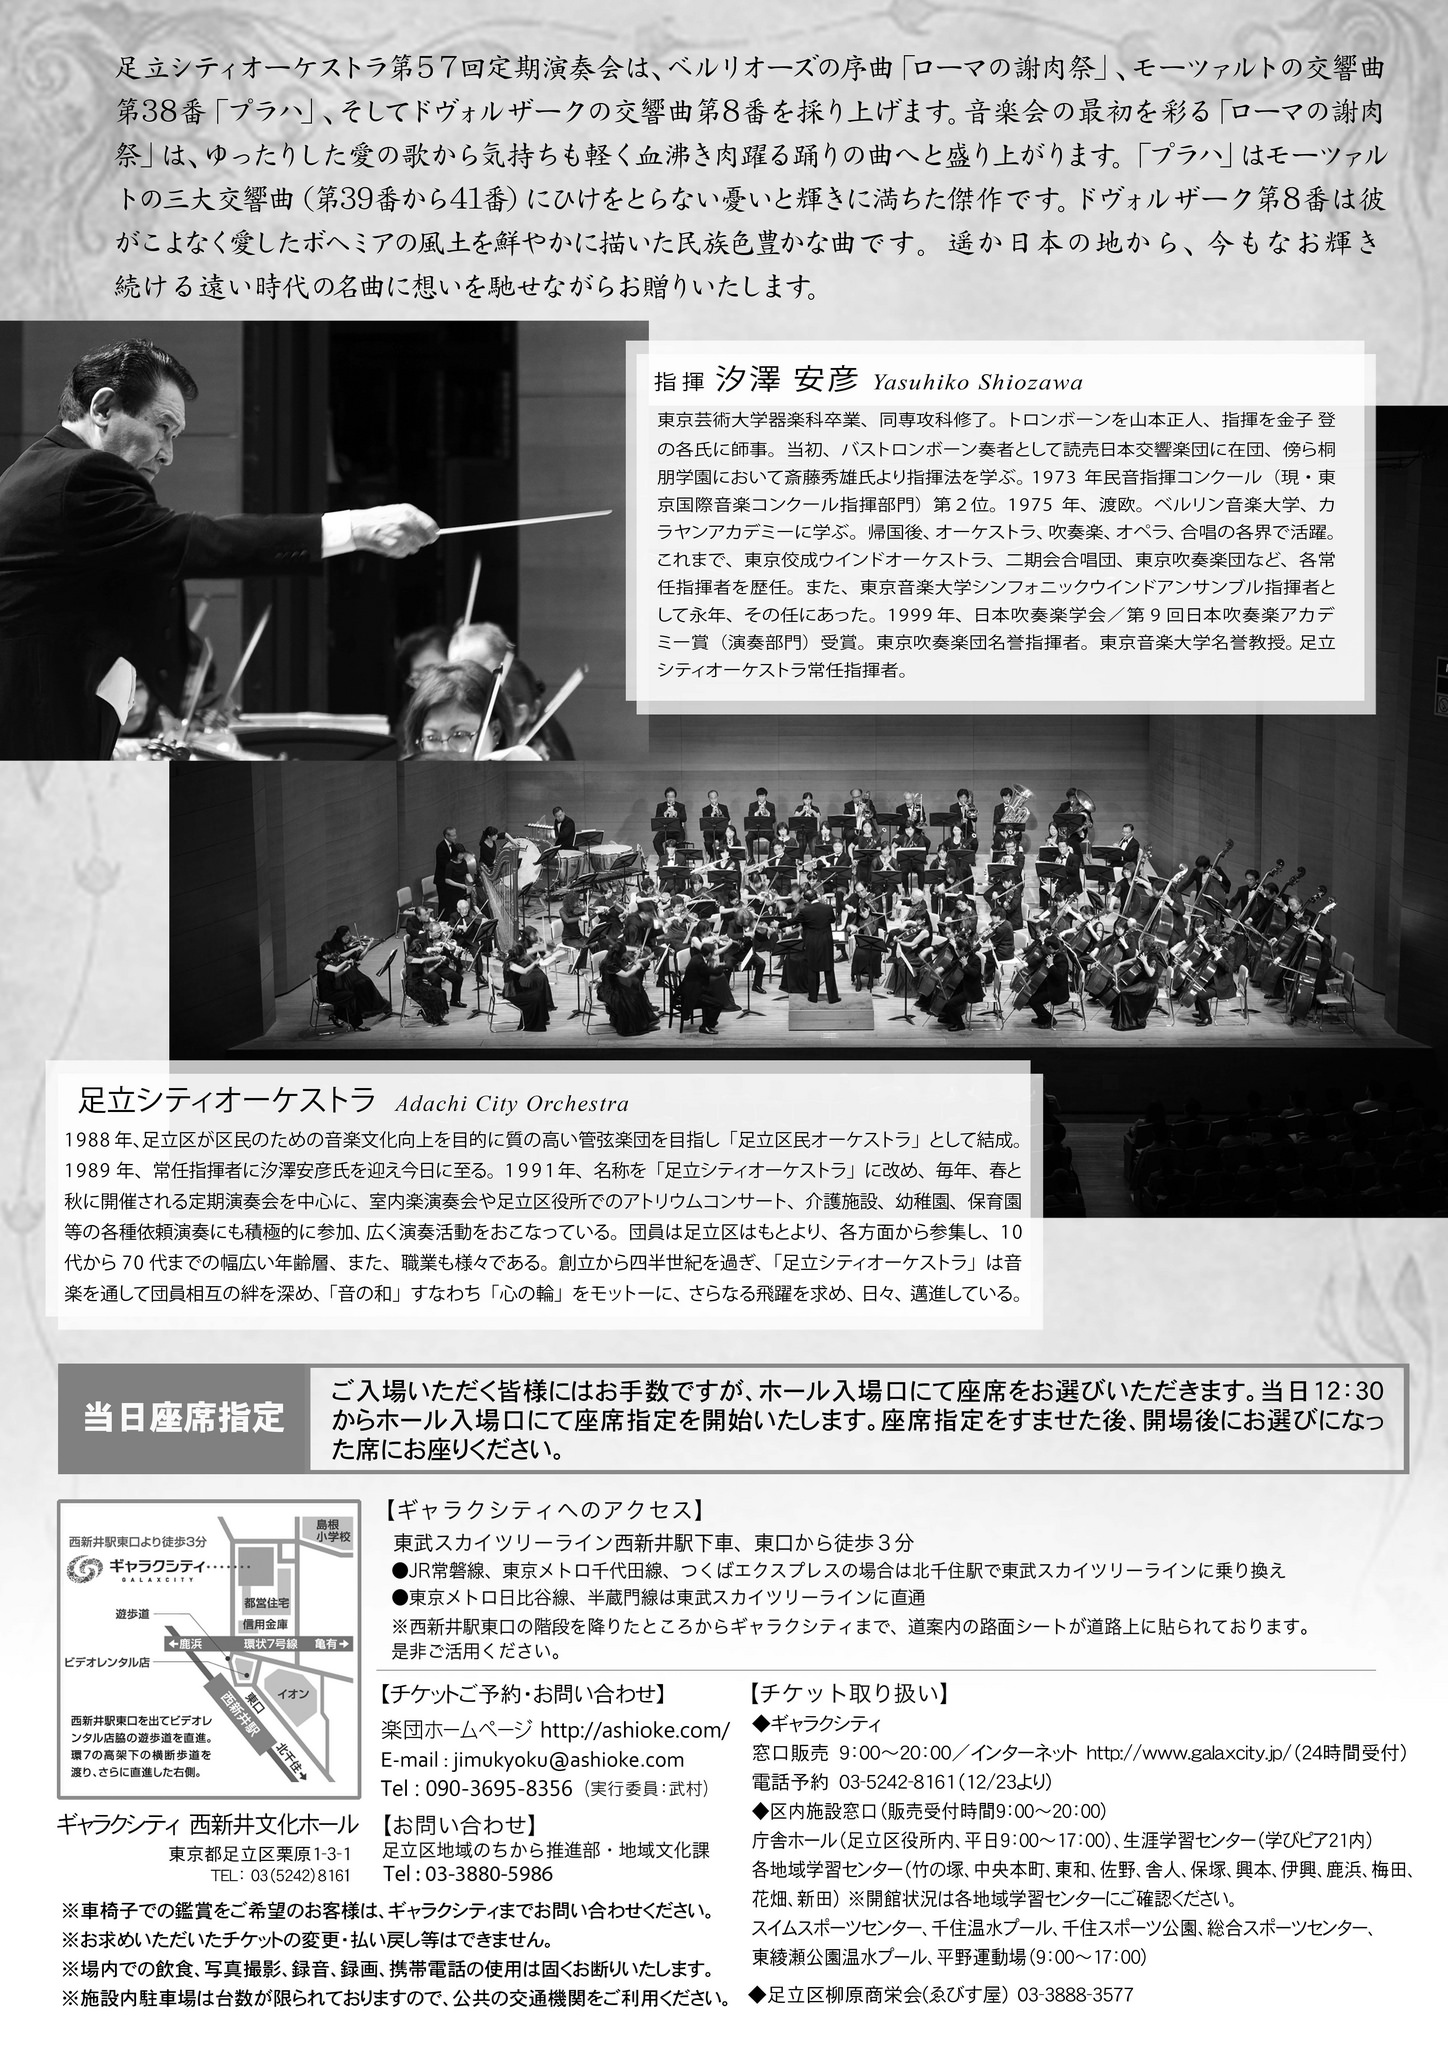 足立シティオーケストラ第57回定期演奏会は、ベルリオーズの序曲「ローマの謝肉祭」、モーツァルトの交響曲
第38番「プラハ」、そしてドヴォルザークの交響曲第8番を採り上げます。音楽会の最初を彩る「ローマの謝肉
祭」は、ゆったりした愛の歌から気持ちも軽く血沸き肉躍る踊りの曲へと盛り上がります。「プラハ」はモーツァル
トの三大交響曲（第39番から41番）にひけをとらない憂いと輝きに満ちた傑作です。ドヴォルザーク第8番は彼
がこよなく愛したボヘミアの風土を鮮やかに描いた民族色豊かな曲です。遥か日本の地から、今もなお輝き
続ける遠い時代の名曲に想いを馳せながらお贈りいたします。
指揮 汐澤 安彦 Yasuhiko Shiozawa
東京芸術大学器楽科卒業、同専攻科修了。トロンボーンを山本正人、指揮を金子 登
の各氏に師事。当初、バストロンボーン奏者として読売日本交響楽団に在団、傍ら桐
朋学園において斎藤秀雄氏より指揮法を学ぶ。1973 年民音指揮コンクール（現・東
京国際音楽コンクール指揮部門）第2位。1975 年、渡欧。ベルリン音楽大学、カ
ラヤンアカデミーに学ぶ。帰国後、オーケストラ、吹奏楽、オペラ、合唱の各界で活躍。
これまで、東京佼成ウインドオーケストラ、二期会合唱団、東京吹奏楽団など、各常
任指揮者を歴任。また、東京音楽大学シンフォニックウインドアンサンブル指揮者と
して永年、その任にあった。1999 年、日本吹奏楽学会／第 9 回日本吹奏楽アカデ
ミー賞（演奏部門）受賞。東京吹奏楽団名誉指揮者。東京音楽大学名誉教授。足立
シティオーケストラ常任指揮者。
足立シティオーケストラ Adachi City Orchestra
1988 年、足立区が区民のための音楽文化向上を目的に質の高い管弦楽団を目指し「足立区民オーケストラ」として結成。
1989 年、常任指揮者に汐澤安彦氏を迎え今日に至る。1991年、名称を「足立シティオーケストラ」に改め、毎年、春と
秋に開催される定期演奏会を中心に、室内楽演奏会や足立区役所でのアトリウムコンサート、介護施設、幼稚園、保育園
等の各種依頼演奏にも積極的に参加、広く演奏活動をおこなっている。団員は足立区はもとより、各方面から参集し、10
代から 70 代までの幅広い年齢層、また、職業も様々である。創立から四半世紀を過ぎ、「足立シティオーケストラ」は音
楽を通して団員相互の絆を深め、「音の和」すなわち「心の輪」をモットーに、さらなる飛躍を求め、日々、邁進している。
当日座席指定
ご入場いただく皆様にはお手数ですが、ホール入場口にて座席をお選びいただきます。当日12：30
からホール入場口にて座席指定を開始いたします。座席指定をすませた後、開場後にお選びになっ
た席にお座りください。
西新井駅東口より徒歩3分
ギャラクシティ
GALAXCITY
島根
小学校
都営住宅
信用金庫
遊歩道
←鹿浜 環状7号線 亀有→
ビデオレンタル店
イオン
東口
西新井駅
北千住
西新井駅東口を出てビデオレ
ンタル店脇の遊歩道を直進。
環7の高架下の横断歩道を
渡り、さらに直進した右側。
ギャラクシティ 西新井文化ホール
東京都足立区栗原1-3-1
TEL： 03(5242)8161
【ギャラクシティへのアクセス】
東武スカイツリーライン西新井駅下車、東口から徒歩３分
●JR常磐線、東京メトロ千代田線、つくばエクスプレスの場合は北千住駅で東武スカイツリーラインに乗り換え
●東京メトロ日比谷線、半蔵門線は東武スカイツリーラインに直通
※西新井駅東口の階段を降りたところからギャラクシティまで、道案内の路面シートが道路上に貼られております。
是非ご活用ください。
【チケットご予約・お問い合わせ】
楽団ホームページ http://ashioke.com/
E-mail : jimukyoku@ashioke.com
Tel : 090-3695-8356（実行委員：武村）
【お問い合わせ】
足立区地域のちから推進部・地域文化課
Tel : 03-3880-5986
【チケット取り扱い】
◆ギャラクシティ
窓口販売 9：00～20：00／インターネット http://www.galaxcity.jp/（24時間受付）
電話予約 03-5242-8161（12/23より）
◆区内施設窓口（販売受付時間9：00～20：00）
庁舎ホール（足立区役所内、平日9：00～17：00）、生涯学習センター（学びピア21内）
各地域学習センター（竹の塚、中央本町、東和、佐野、舎人、保塚、興本、伊興、鹿浜、梅田、
花畑、新田）※開館状況は各地域学習センターにご確認ください。
スイムスポーツセンター、千住温水プール、千住スポーツ公園、総合スポーツセンター、
東綾瀬公園温水プール、平野運動場（9：00～17：00）
◆足立区柳原商栄会（ゑびす屋） 03-3888-3577
※車椅子での鑑賞をご希望のお客様は、ギャラクシティまでお問い合わせください。
※お求めいただいたチケットの変更・払い戻し等はできません。
※場内での飲食、写真撮影、録音、録画、携帯電話の使用は固くお断りいたします。
※施設内駐車場は台数が限られておりますので、公共の交通機関をご利用ください。